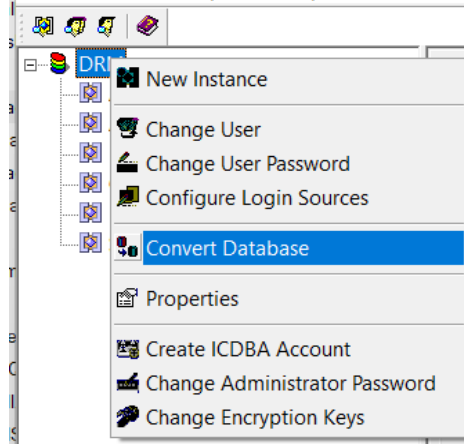 New Instance
Change User
Change User Password
Configure Login Sources
Convert Database
Properties
Create ICDBA Account
Change Administrator Password
Change Encryption Keys